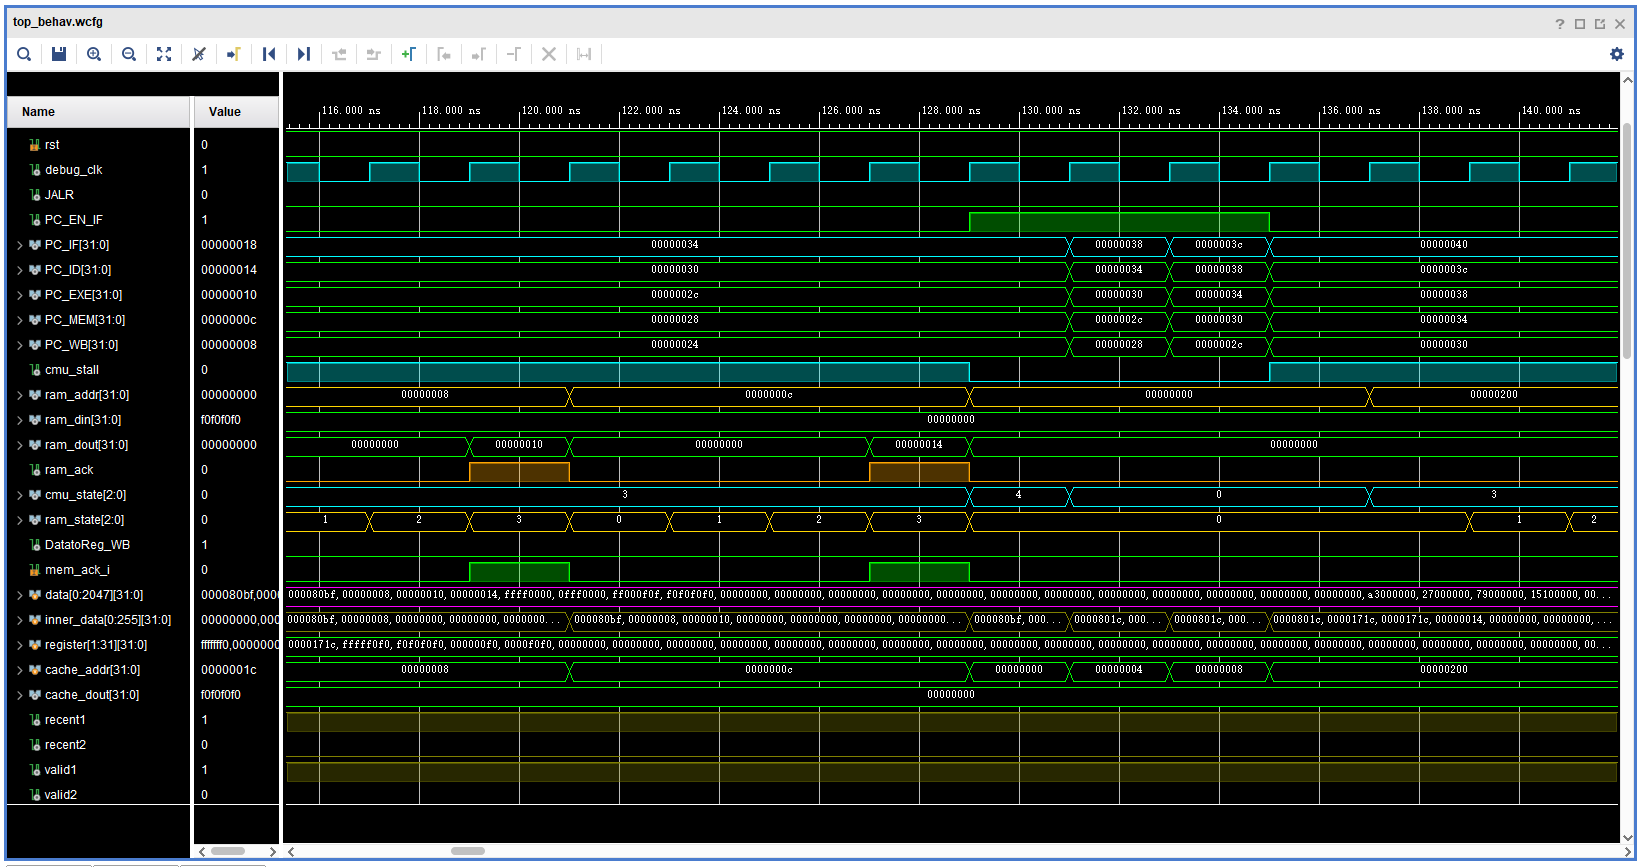 top_behav.wcfg
Name Value
116.000 ns 118.000 ns 120.000 ns 122.000 ns 124.000 ns 126.000 ns 128.000 ns 130.000 ns 132.000 ns 134.000 ns 136.000 ns 138.000 ns 140.000 ns
rst 0
debug_clk 1
JALR 0
PC_EN_IF 1
PC_IF[31:0] 00000018 00000034 00000038 0000003c 00000040
PC_ID[31:0] 00000014 00000030 00000034 00000038 0000003c
PC_EXE[31:0] 00000010 0000002c 00000030 00000034 00000038
PC_MEM[31:0] 0000000c 00000028 0000002c 00000030 00000034
PC_WB[31:0] 00000008 00000024 00000028 0000002c 00000030
cmu_stall 0
ram_addr[31:0] 00000000 00000008 0000000c 00000000 00000200
ram_din[31:0] f0f0f0f0 00000000
ram_dout[31:0] 00000000 00000000 00000010 00000000 00000014 00000000
ram_ack 0
cmu_state[2:0] 0 3 4 0 3
ram_state[2:0] 0 1 2 3 0 1 2 3 0 1 2
DatatoReg_WB 1
mem_ack_i 0
data[0:2047][31:0] 000080bf,0000 000080bf,00000008,00000010,00000014,ffff0000,0fff0000,ff000f0f,f0f0f0f0,00000000,00000000,00000000,00000000,00000000,00000000,00000000,00000000,00000000,00000000,00000000,a3000000,27000000,79000000,15100000,00...
inner_data[0:255][31:0] 00000000,000 000080bf,00000008,00000000,00000000,00000000,000000... 000080bf,00000008,00000010,00000000,00000000,00000000,00000000,000000... 000080bf, 000... 0000801c, 000... 0000801c, 000... 0000801c,0000171c,0000171c,00000014,00000000,00000000,...
register[1:31][31:0] fffffff0,0000000 0000171c,fffff0f0,f0f0f0f0,000000f0,0000f0f0,00000000,00000000,00000000,00000000,00000000,00000000,00000000,00000000,00000000,00000000,00000000,00000000,00000000,00000000,00000000,00000000,00000000,00000000,00...
cache_addr[31:0] 0000001c 00000008 0000000c 00000000 00000004 00000008 00000200
cache_dout[31:0] f0f0f0f0 00000000
recent1 1
recent2 0
valid1 1
valid2 0